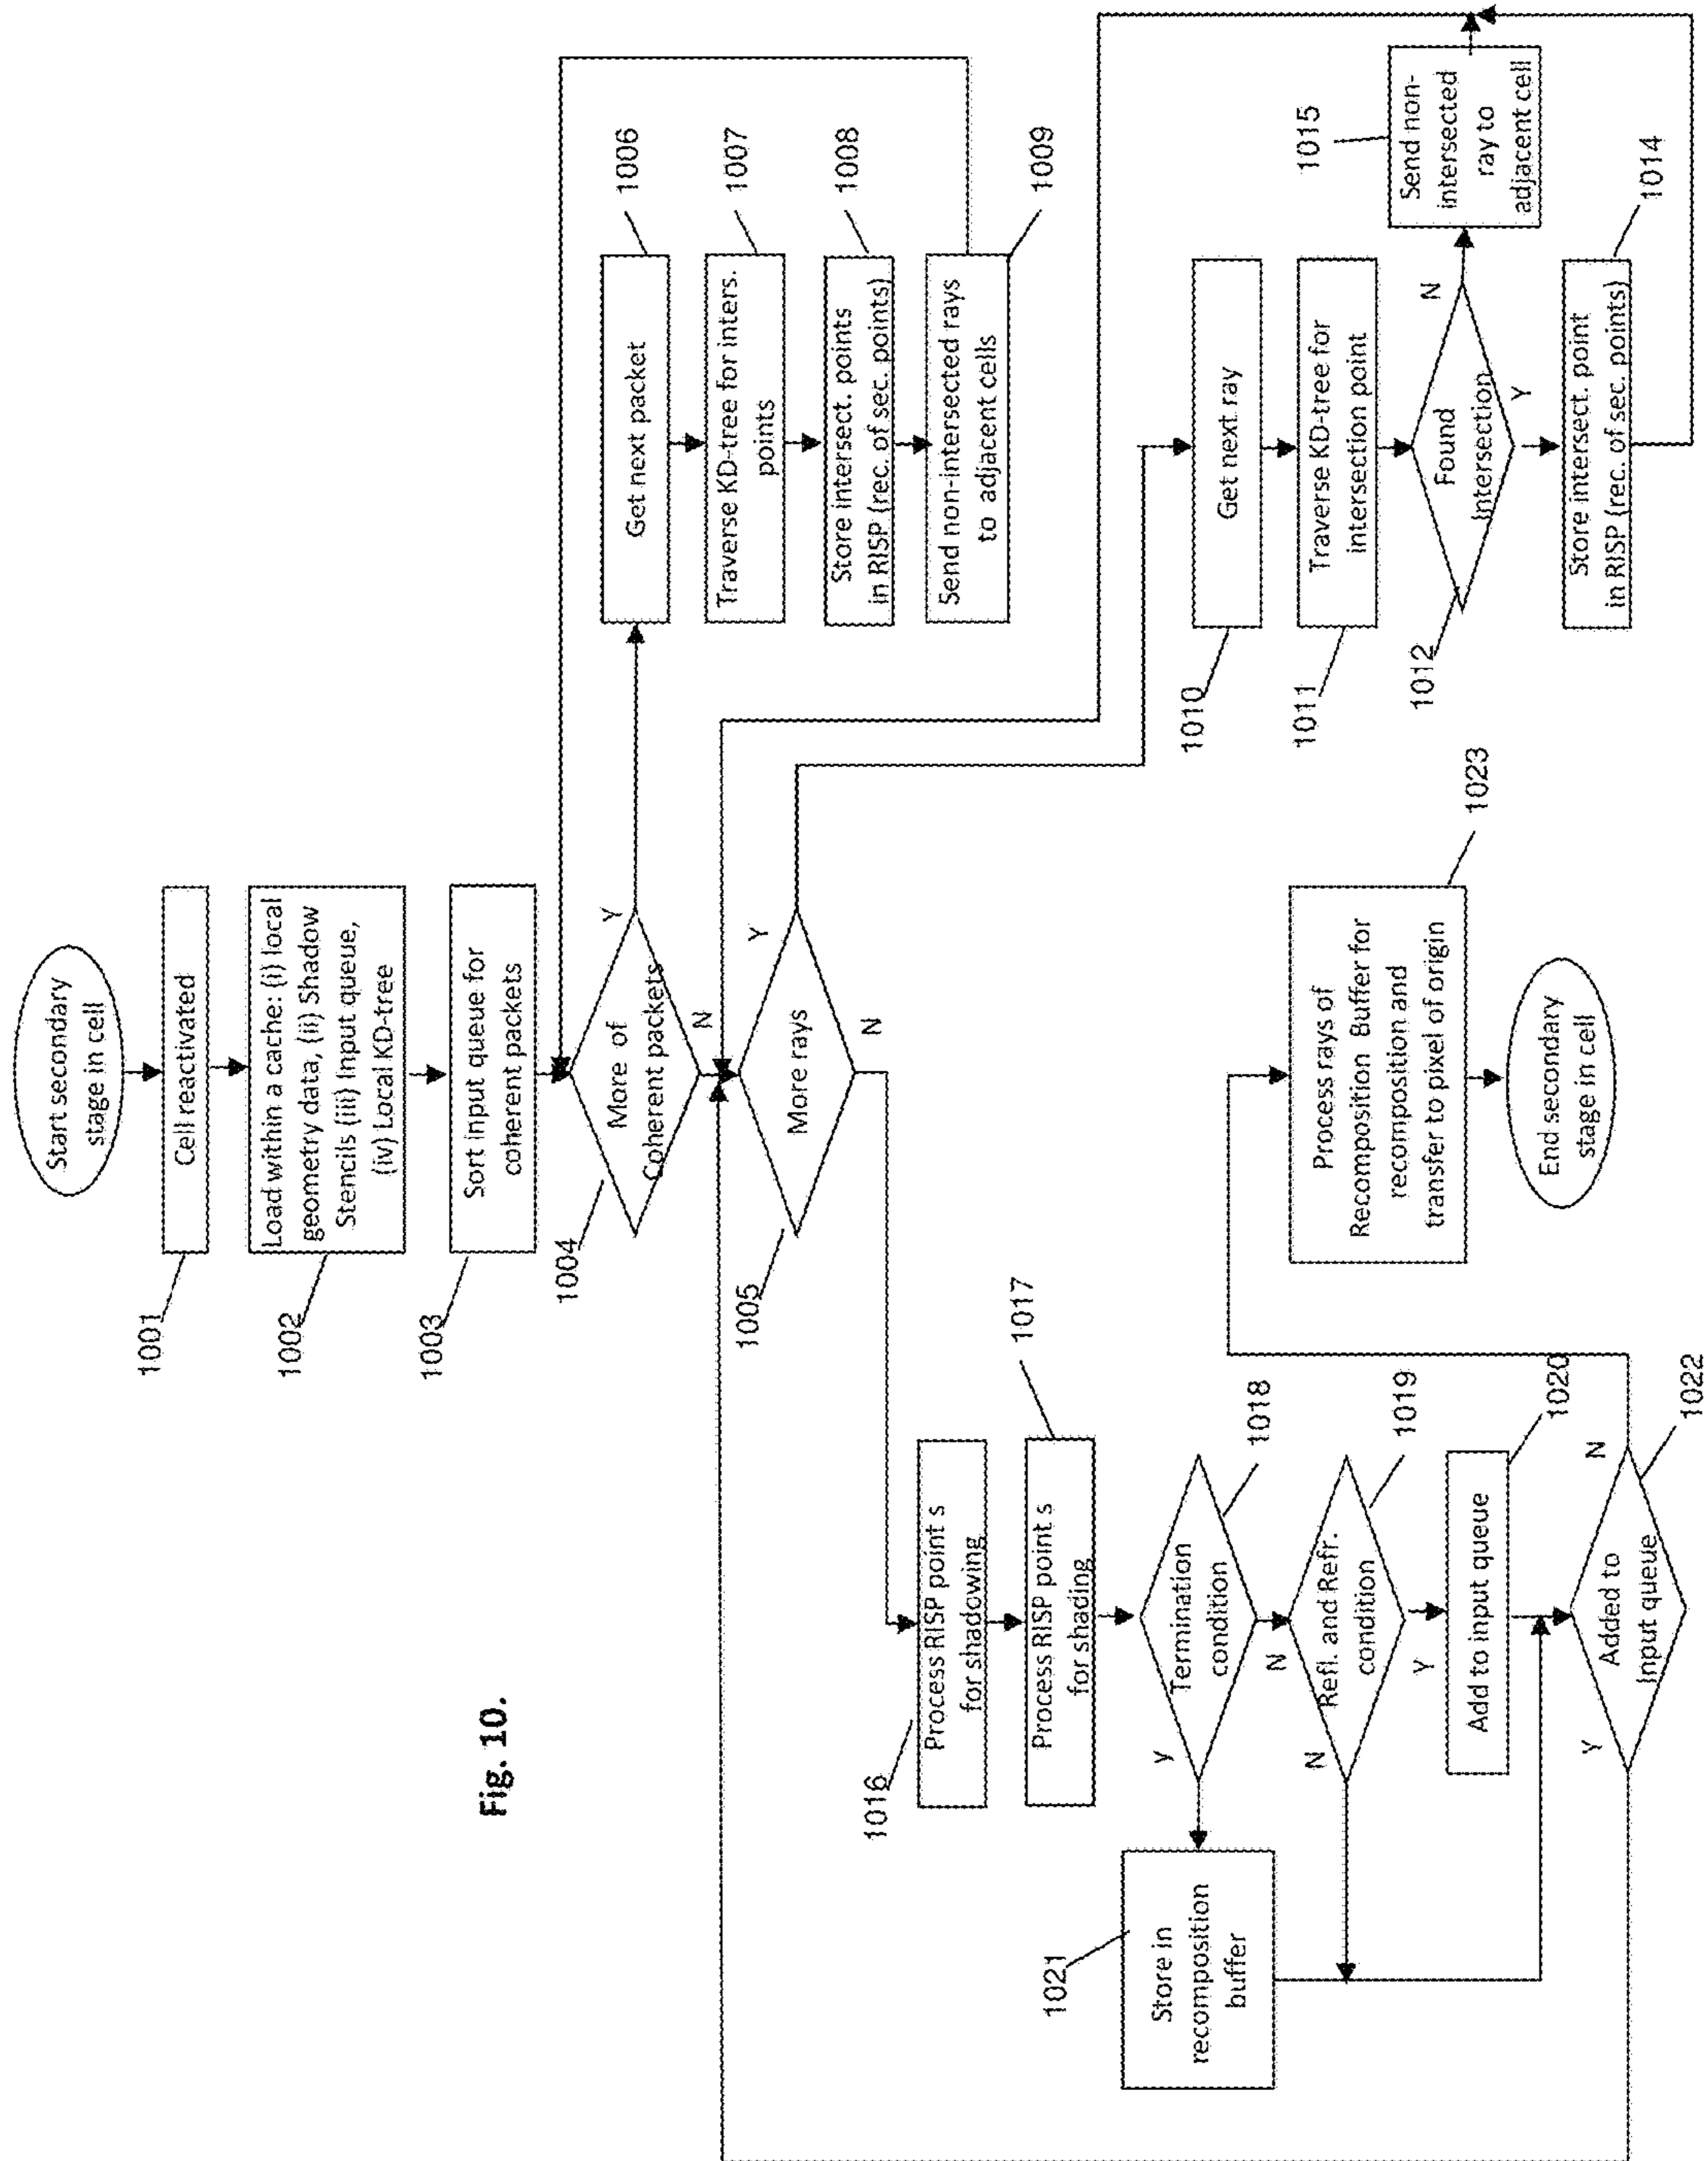 Start secondary
stage in cell
Cell reactivated
1001
Load within a cache: (i) local
geometry data, (ii) Shadow
Stencils (iii) Input queue,
(iv) Local KD-tree
1002
Sort input queue for
coherent packets
1003
More of
Coherent packets
Y
N
1004
More rays
Y
N
1005
Get next packet
1006
Traverse KD-tree for inters.
points
1007
Store intersect. points
in RISP (rec. of sec. points)
1008
Send non-intersected rays
to adjacent cells
1009
Get next ray
1010
Traverse KD-tree for
intersection point
1011
Found
Intersection
N
Y
1012
Send non-
intersected
ray to
adjacent cell
1015
Store intersect. point
in RISP (rec. of sec. points)
1014
Process RISP point s
for shadowing
1016
Process RISP point s
for shading
1017
Termination
condition
Y
N
1018
Refl. and Refr.
condition
N
Y
1019
Add to input queue
1020
Store in
recomposition
buffer
1021
Added to
Input queue
Y
N
1022
Process rays of
Recomposition Buffer for
recomposition and
transfer to pixel of origin
1023
End secondary
stage in cell
Fig. 10.